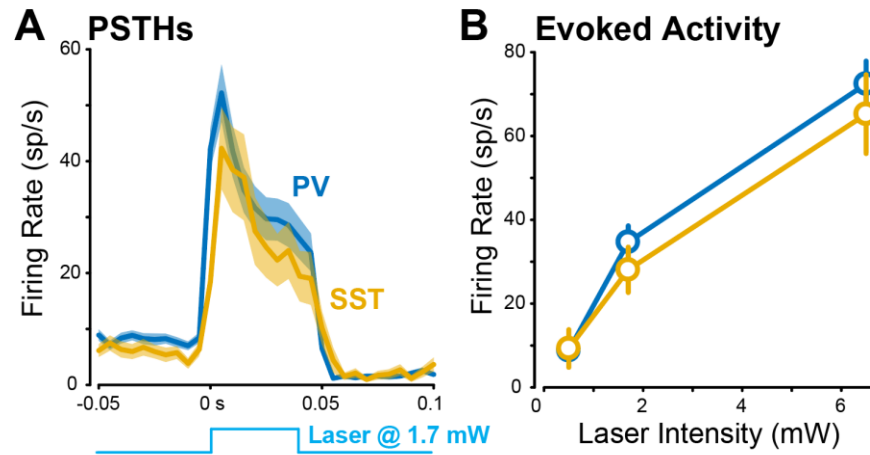 A PSTHs
60
40
20
0
Firing Rate (sp/s)
PV
SST
-0.05
0 s
0.05
0.1
Laser @ 1.7 mW
B Evoked Activity
80
60
40
20
0
Firing Rate (sp/s)
0
2
4
6
Laser Intensity (mW)